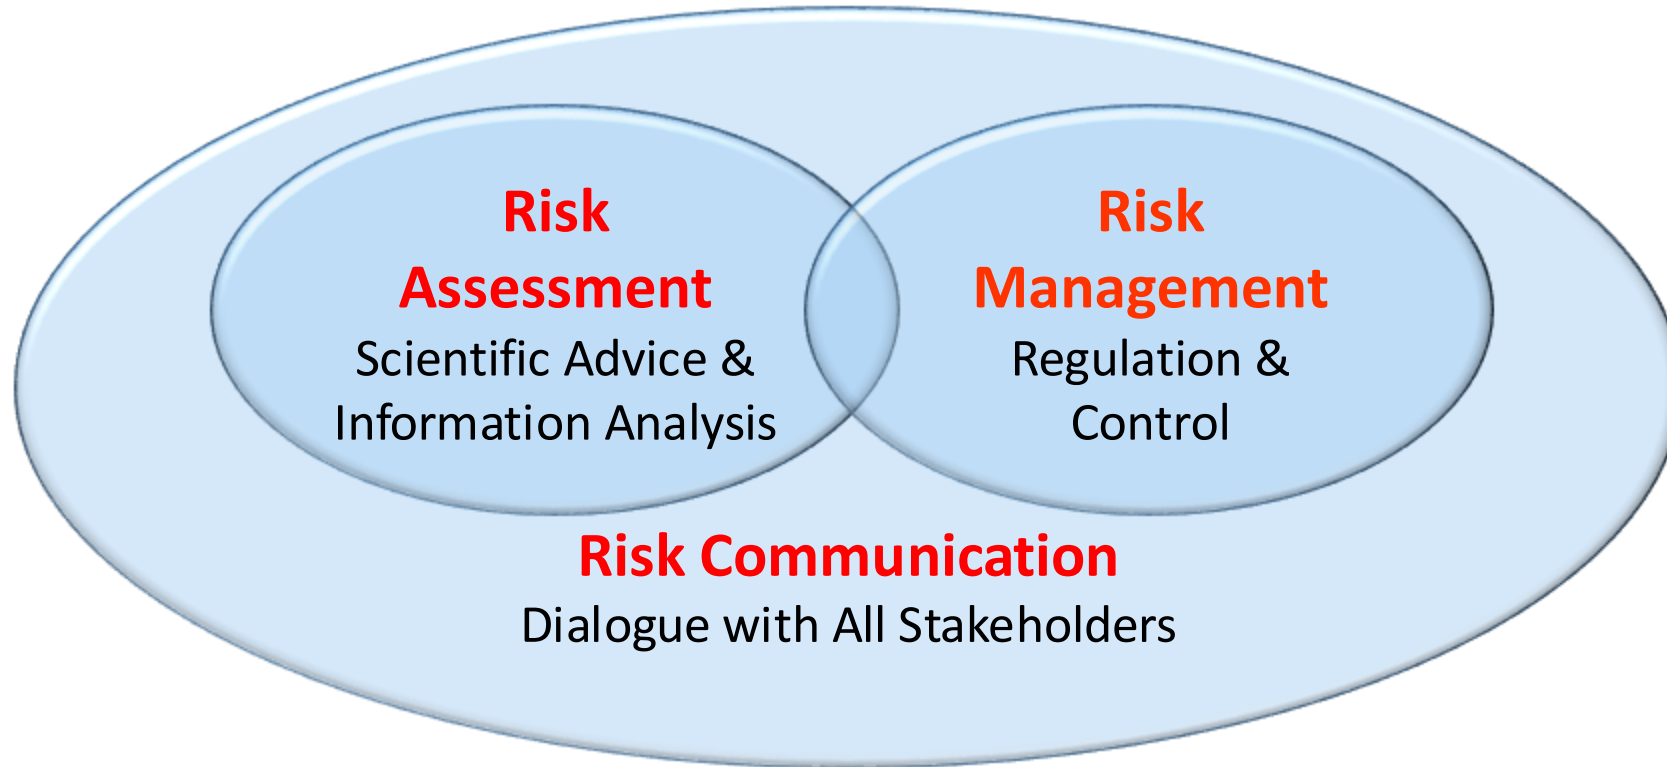 Risk
Assessment
Scientific Advice &
Information Analysis
Risk
Management
Regulation &
Control
Risk Communication
Dialogue with All Stakeholders